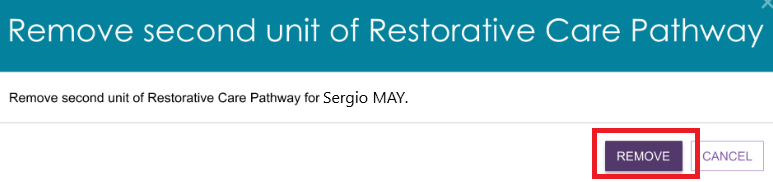 Remove second unit of Restorative Care Pathway
Remove second unit of Restorative Care Pathway for Sergio MAY.
REMOVE CANCEL